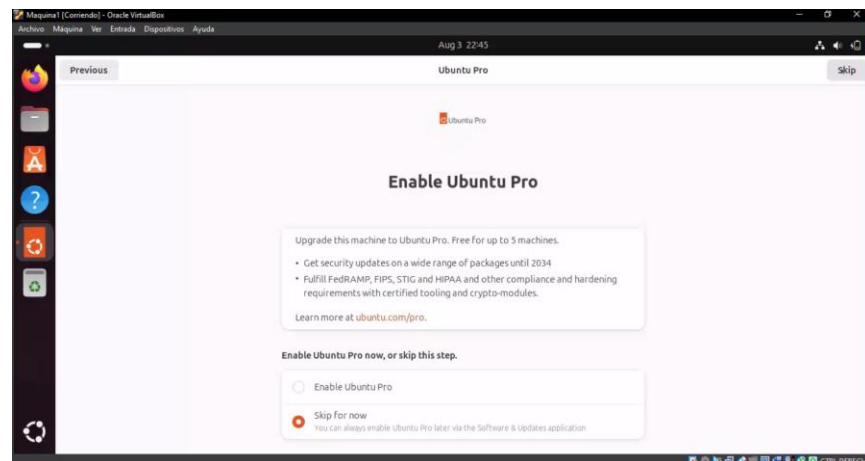 Maquina1 [Corriendo] - Oracle VirtualBox
Archivo Máquina Ver Entrada Dispositivos Ayuda
Aug 3 22:45
Previous
Ubuntu Pro
Skip
Ubuntu Pro
Enable Ubuntu Pro
Upgrade this machine to Ubuntu Pro. Free for up to 5 machines.
• Get security updates on a wide range of packages until 2034
• Fulfill FedRAMP, FIPS, STIG and HIPAA and other compliance and hardening
requirements with certified tooling and crypto-modules.
Learn more at ubuntu.com/pro.
Enable Ubuntu Pro now, or skip this step.
Enable Ubuntu Pro
Skip for now
You can always enable Ubuntu Pro later via the Software & Updates application
CTRL DERECHA